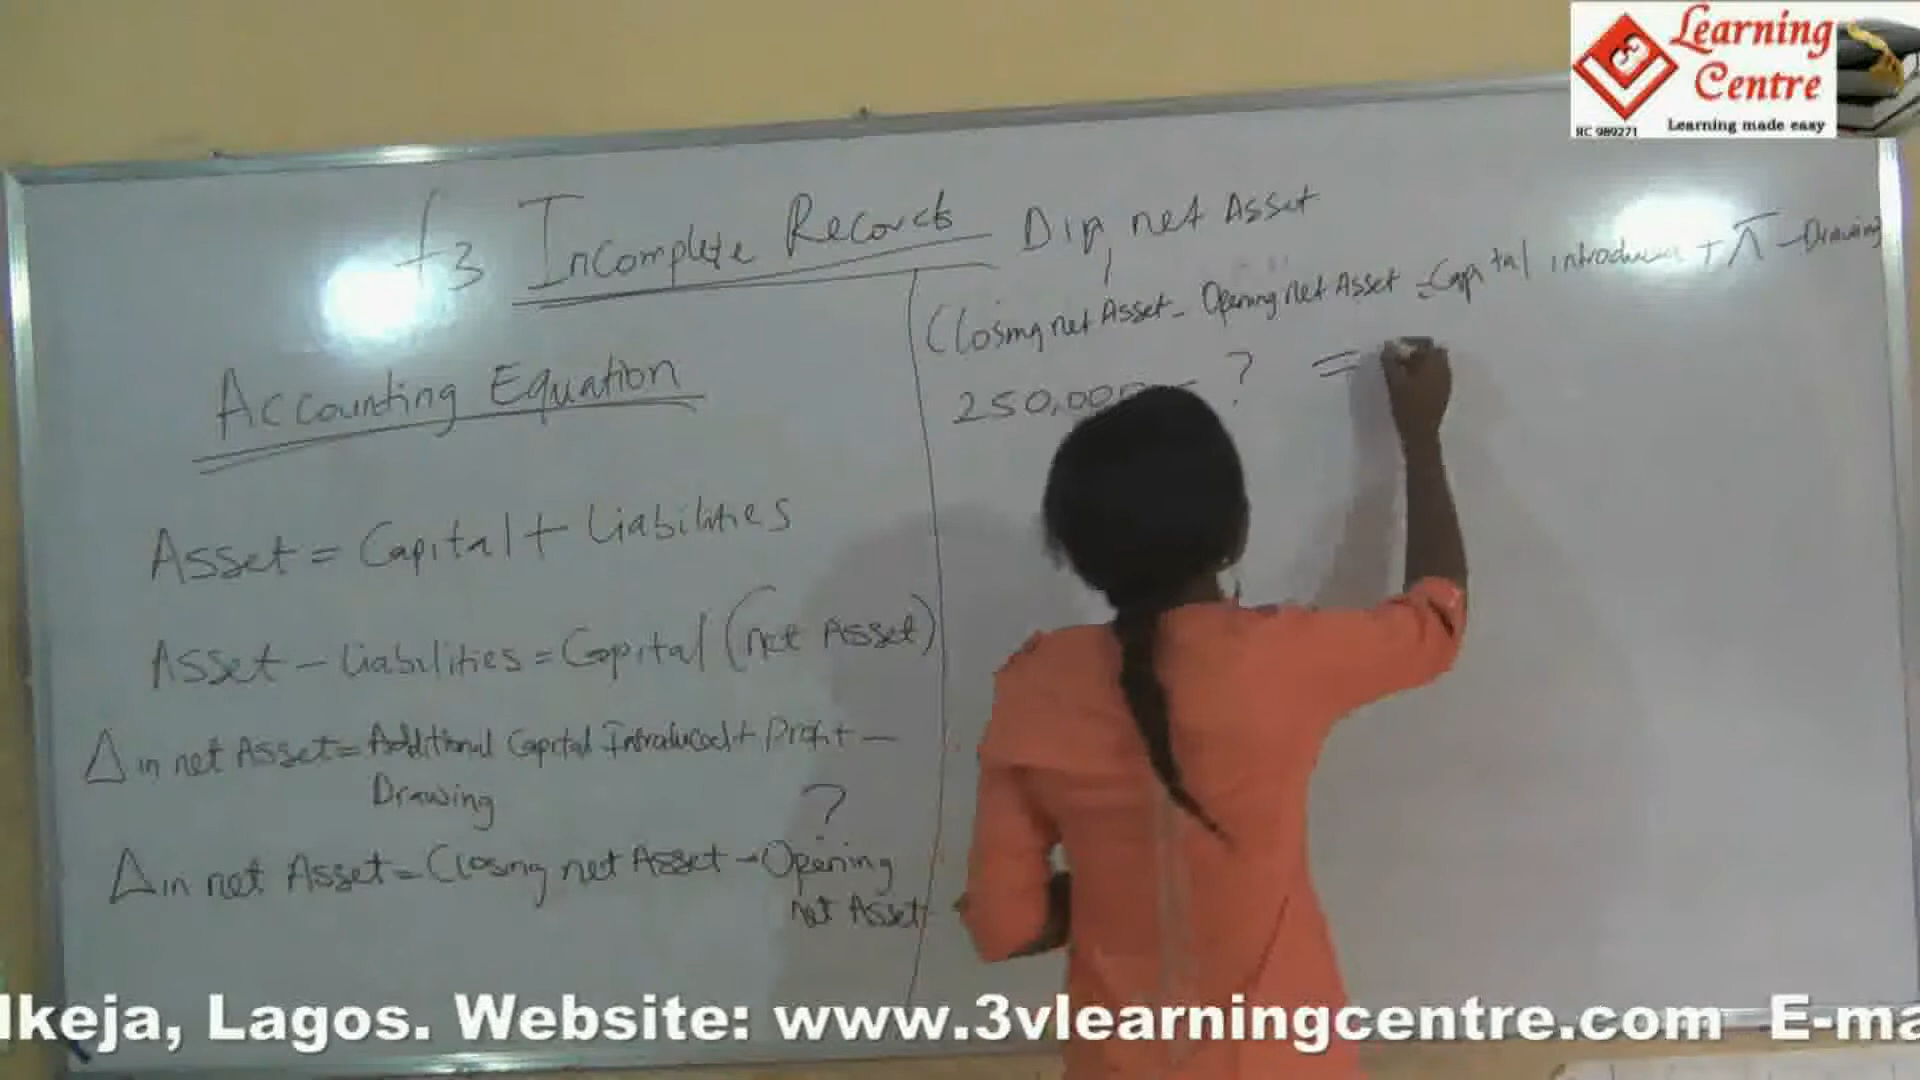 Learning
Centre
RC 989271
Learning made easy
f3 Incomplete Records
Accounting Equation
Asset = Capital + Liabilities
Asset - Liabilities = Capital (net Asset)
Δ in net Asset = Additional Capital Introduced + Profit -
Drawing
?
Δ in net Asset = Closing net Asset - Opening
net Asset
net Asset
Closing net Asset - Opening net Asset = Capital + π - Drawing
250,000 - ? =
Ikeja, Lagos. Website: www.3vlearningcentre.com E-ma